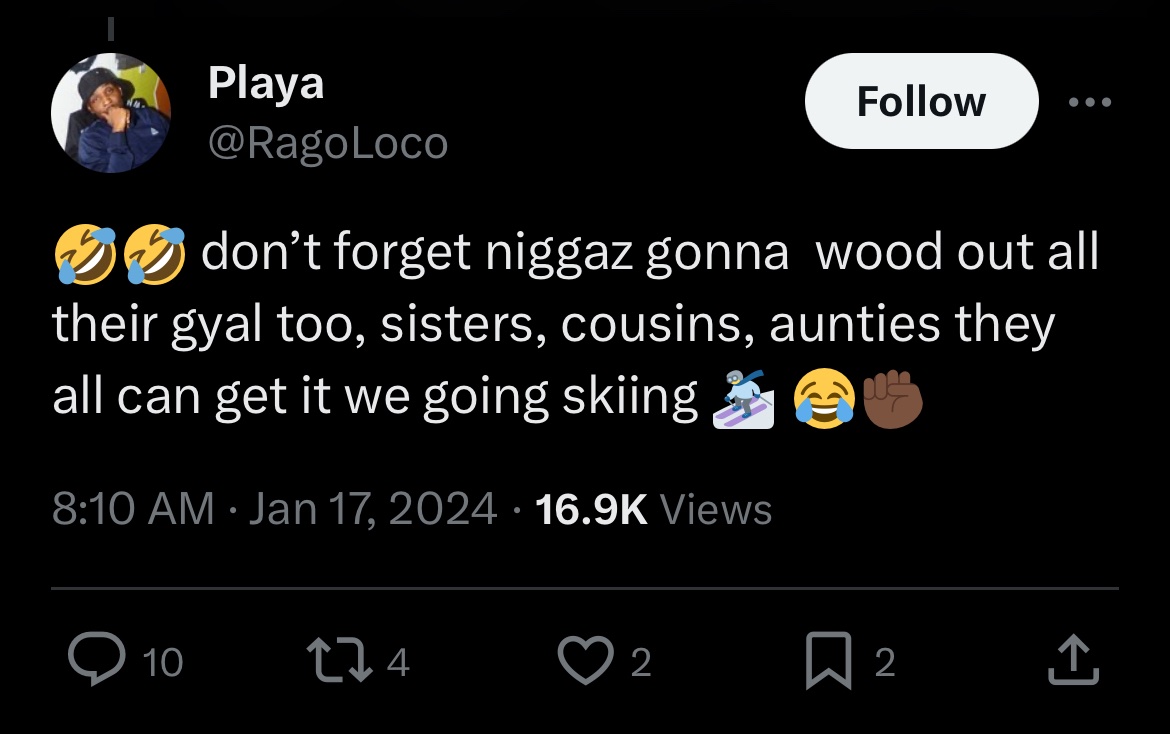 Playa
@RagoLoco
Follow
🤣🤣 don’t forget niggaz gonna  wood out all
their gyal too, sisters, cousins, aunties they
all can get it we going skiing ⛷️ 😂✊🏾
8:10 AM · Jan 17, 2024 · 16.9K Views
10 4 2 2